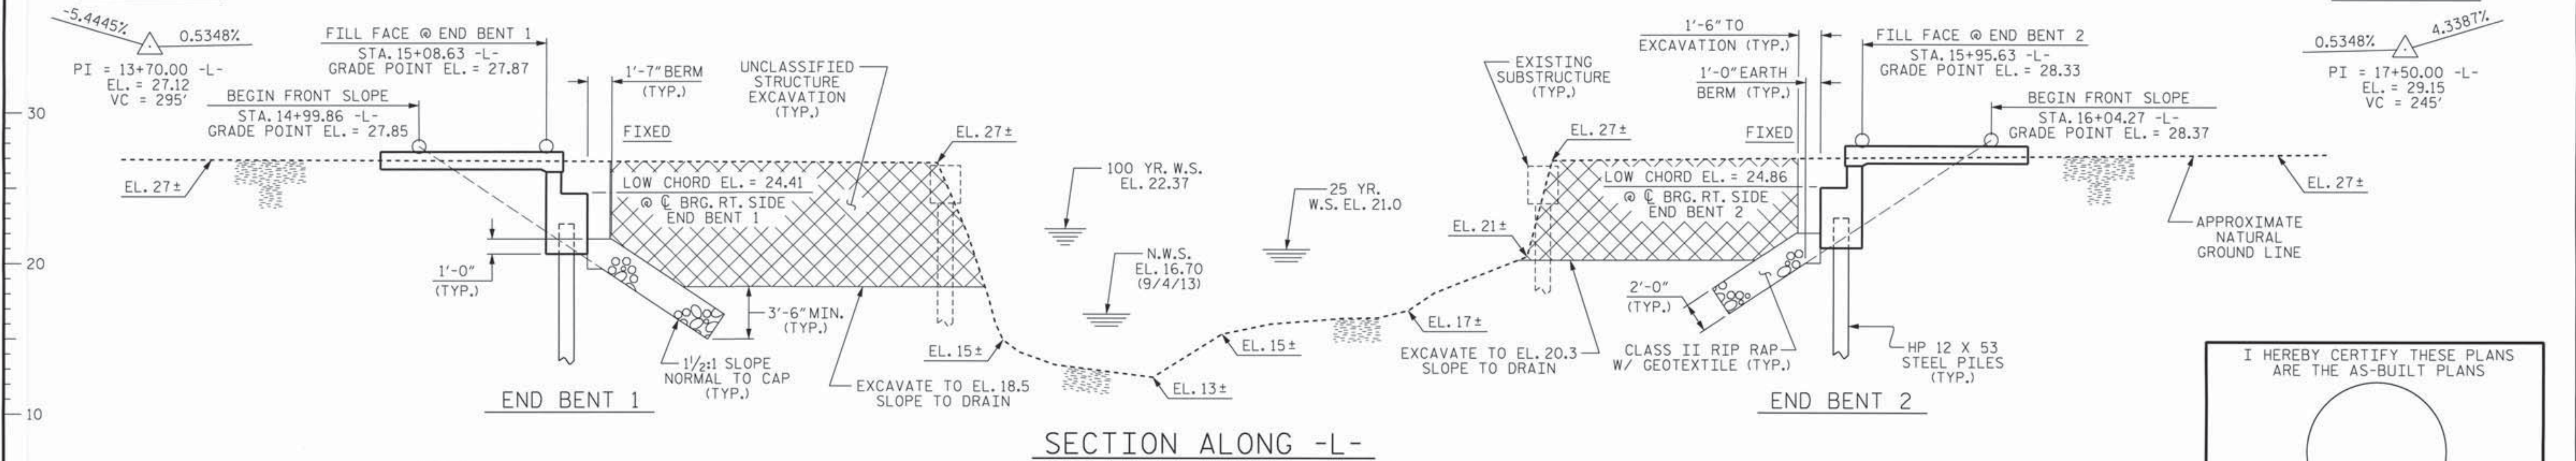 -5.4445%
0.5348%
PI = 13+70.00 -L-
EL. = 27.12
VC = 295'
FILL FACE @ END BENT 1
STA. 15+08.63 -L-
GRADE POINT EL. = 27.87
BEGIN FRONT SLOPE
STA. 14+99.86 -L-
GRADE POINT EL. = 27.85
1'-7" BERM
(TYP.)
UNCLASSIFIED
STRUCTURE
EXCAVATION
(TYP.)
FIXED
EL. 27±
LOW CHORD EL. = 24.41
@ ℄ BRG. RT. SIDE
END BENT 1
EL. 27±
1'-0"
(TYP.)
3'-6" MIN.
(TYP.)
1½:1 SLOPE
NORMAL TO CAP
(TYP.)
EXCAVATE TO EL. 18.5
SLOPE TO DRAIN
END BENT 1
100 YR. W.S.
EL. 22.37
25 YR.
W.S. EL. 21.0
N.W.S.
EL. 16.70
(9/4/13)
EL. 15±
EL. 13±
EL. 15±
EL. 17±
EL. 21±
EXISTING
SUBSTRUCTURE
(TYP.)
EL. 27±
1'-6" TO
EXCAVATION (TYP.)
1'-0" EARTH
BERM (TYP.)
FIXED
LOW CHORD EL. = 24.86
@ ℄ BRG. RT. SIDE
END BENT 2
FILL FACE @ END BENT 2
STA. 15+95.63 -L-
GRADE POINT EL. = 28.33
BEGIN FRONT SLOPE
STA. 16+04.27 -L-
GRADE POINT EL. = 28.37
0.5348%
4.3387%
PI = 17+50.00 -L-
EL. = 29.15
VC = 245'
EL. 27±
APPROXIMATE
NATURAL
GROUND LINE
2'-0"
(TYP.)
EXCAVATE TO EL. 20.3
SLOPE TO DRAIN
CLASS II RIP RAP
W/ GEOTEXTILE (TYP.)
HP 12 X 53
STEEL PILES
(TYP.)
END BENT 2
30
20
10
SECTION ALONG -L-
I HEREBY CERTIFY THESE PLANS
ARE THE AS-BUILT PLANS